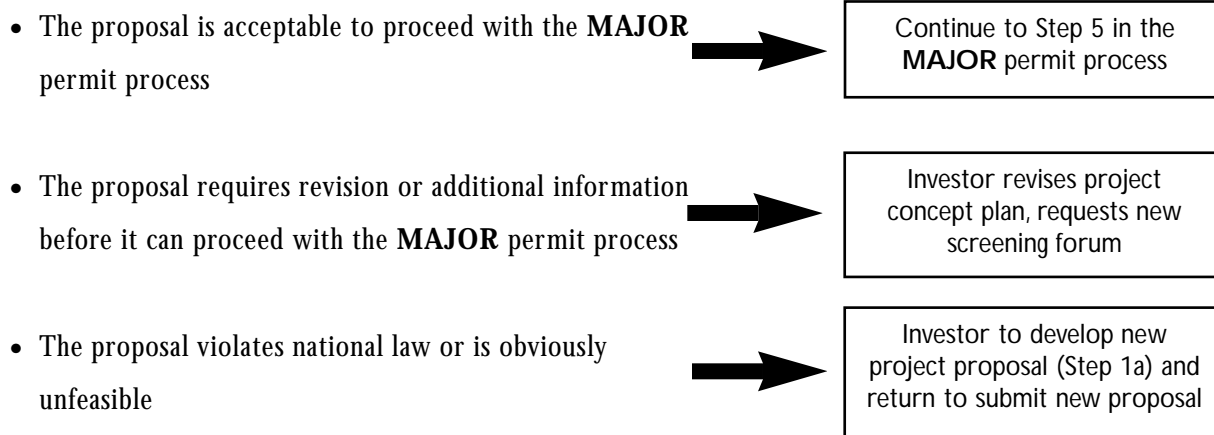 • The proposal is acceptable to proceed with the MAJOR
permit process
Continue to Step 5 in the
MAJOR permit process
• The proposal requires revision or additional information
before it can proceed with the MAJOR permit process
Investor revises project
concept plan, requests new
screening forum
• The proposal violates national law or is obviously
unfeasible
Investor to develop new
project proposal (Step 1a) and
return to submit new proposal